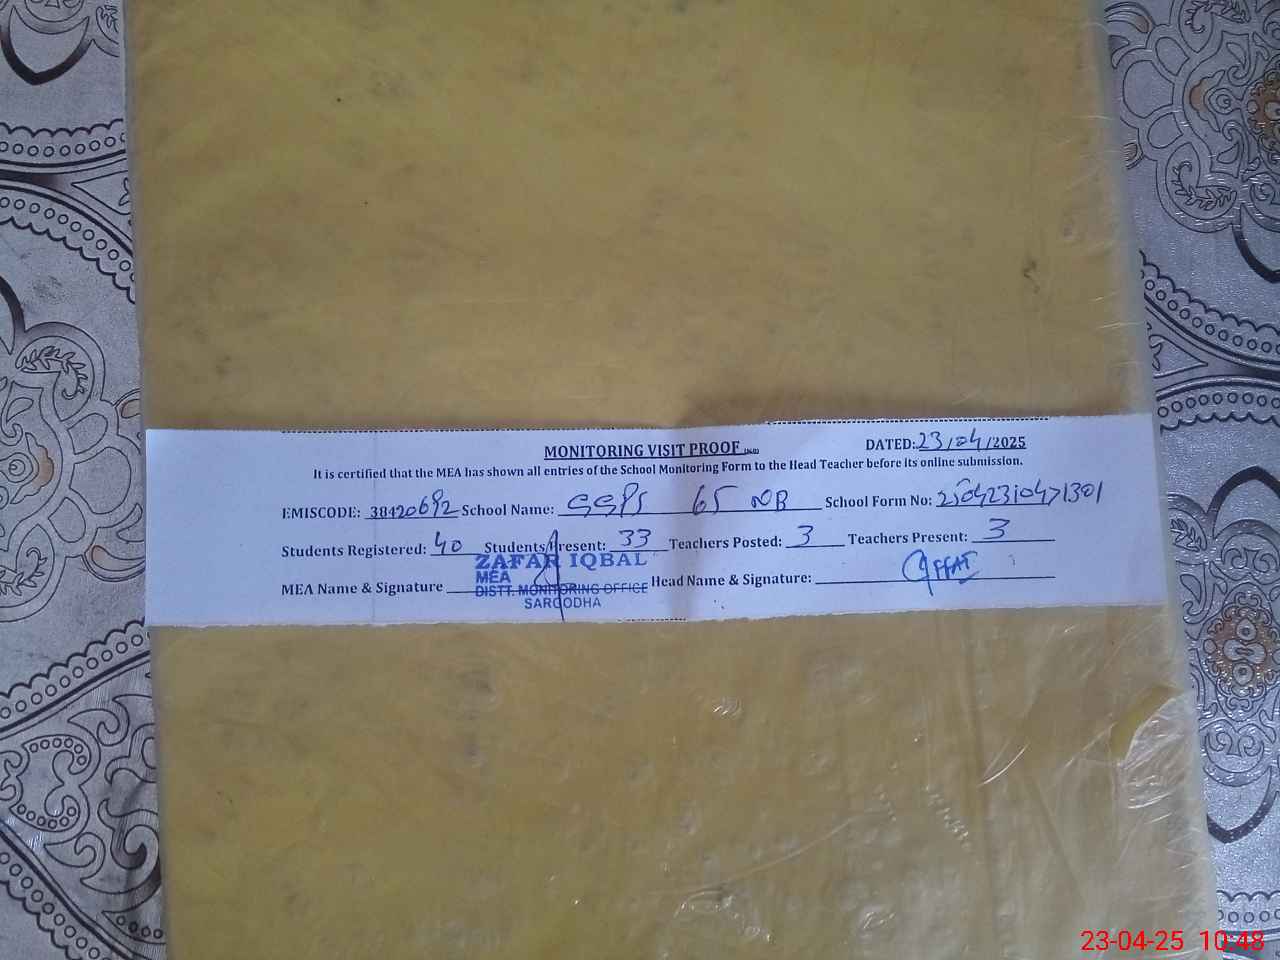 MONITORING VISIT PROOF DATED: 23/04/2025
It is certified that the MEA has shown all entries of the School Monitoring Form to the Head Teacher before its online submission.
EMISCODE: 38420692 School Name: GGPS 65 NB School Form No: 25042310471301
Students Registered: 40 Students Present: 33 Teachers Posted: 3 Teachers Present: 3
ZAFAR IQBAL
MEA
MEA Name & Signature Head Name & Signature: IFFAT
DISTT. MONITORING OFFICE
SARGODHA
23-04-25 10:48